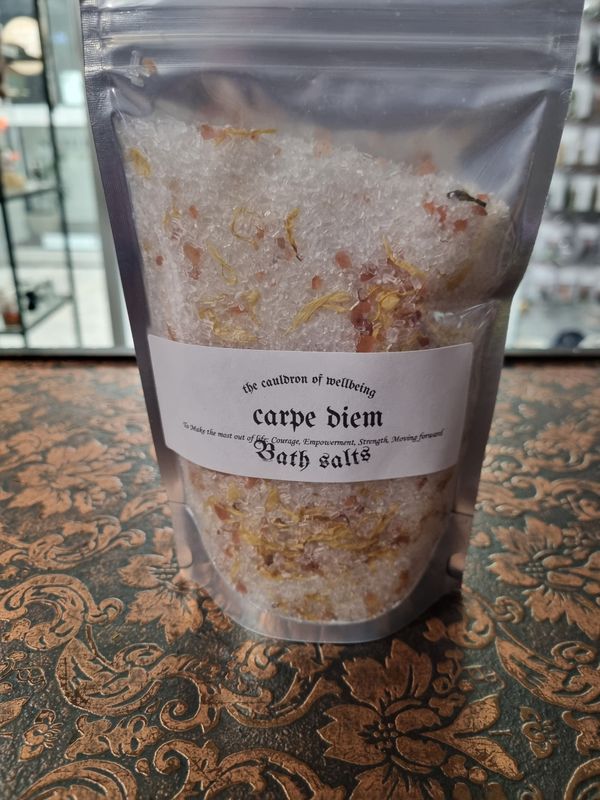 the cauldron of wellbeing
carpe diem
To Make the most out of life: Courage, Empowerment, Strength, Moving forward
Bath salts